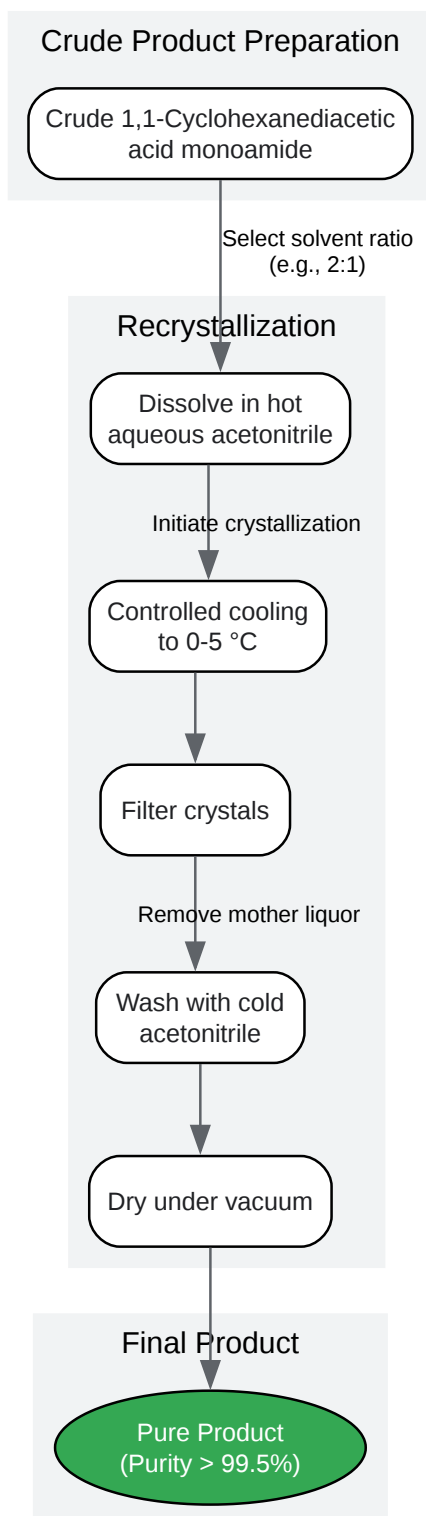 Crude Product Preparation
Crude 1,1-Cyclohexanediacetic
acid monoamide
Select solvent ratio
(e.g., 2:1)
Recrystallization
Dissolve in hot
aqueous acetonitrile
Initiate crystallization
Controlled cooling
to 0-5 °C
Filter crystals
Remove mother liquor
Wash with cold
acetonitrile
Dry under vacuum
Final Product
Pure Product
(Purity > 99.5%)